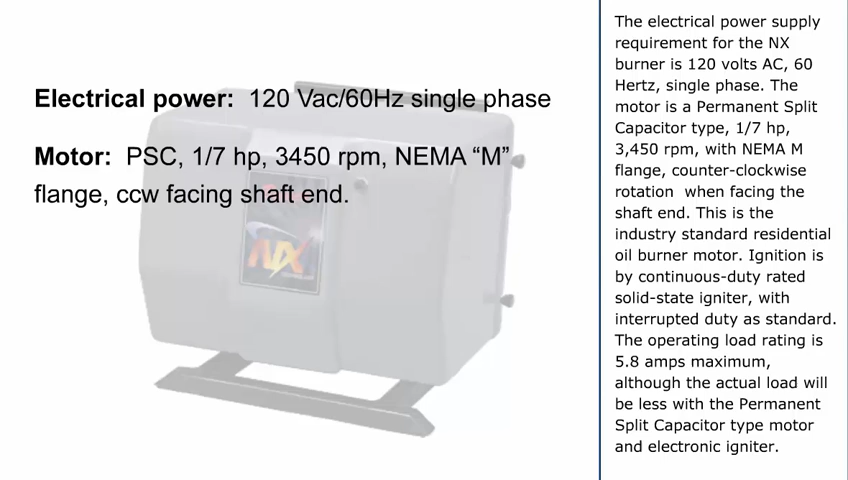 Electrical power: 120 Vac/60Hz single phase
Motor: PSC, 1/7 hp, 3450 rpm, NEMA “M”
flange, ccw facing shaft end.
NX
The electrical power supply
requirement for the NX
burner is 120 volts AC, 60
Hertz, single phase. The
motor is a Permanent Split
Capacitor type, 1/7 hp,
3,450 rpm, with NEMA M
flange, counter-clockwise
rotation  when facing the
shaft end. This is the
industry standard residential
oil burner motor. Ignition is
by continuous-duty rated
solid-state igniter, with
interrupted duty as standard.
The operating load rating is
5.8 amps maximum,
although the actual load will
be less with the Permanent
Split Capacitor type motor
and electronic igniter.